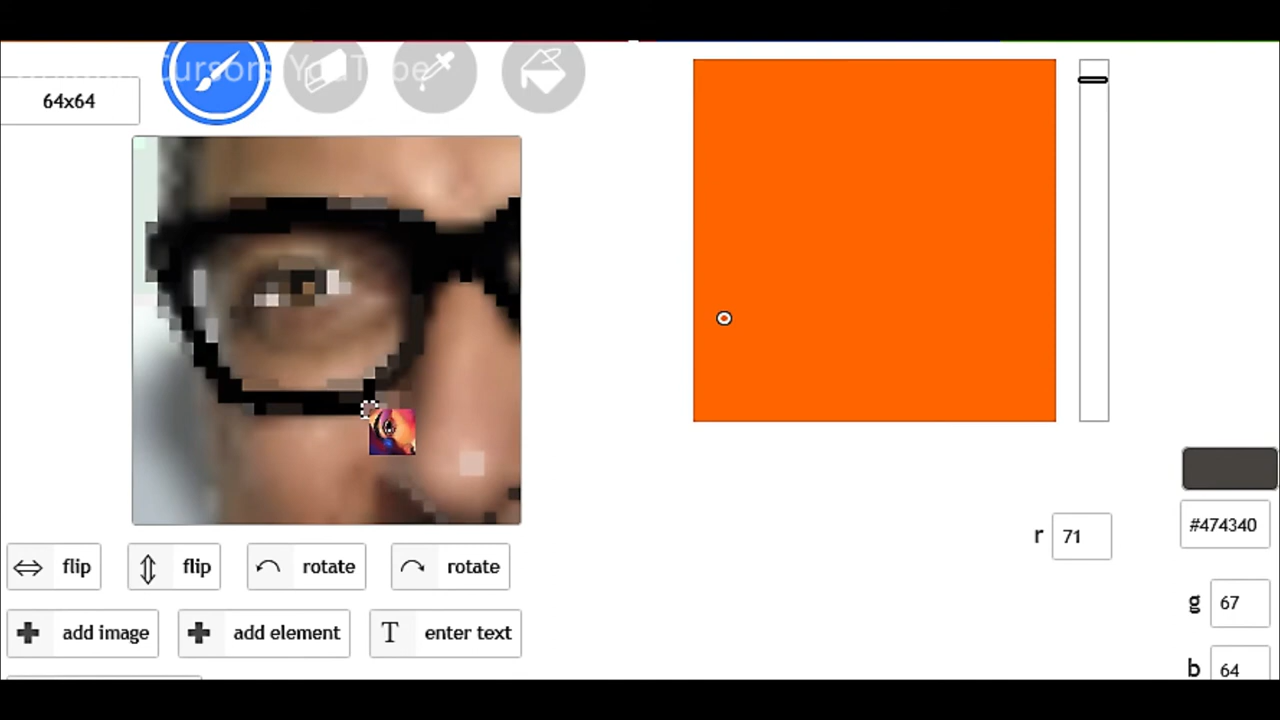 Cursors YouTube
64x64
flip
flip
rotate
rotate
add image
add element
T enter text
#474340
r 71
g 67
b 64